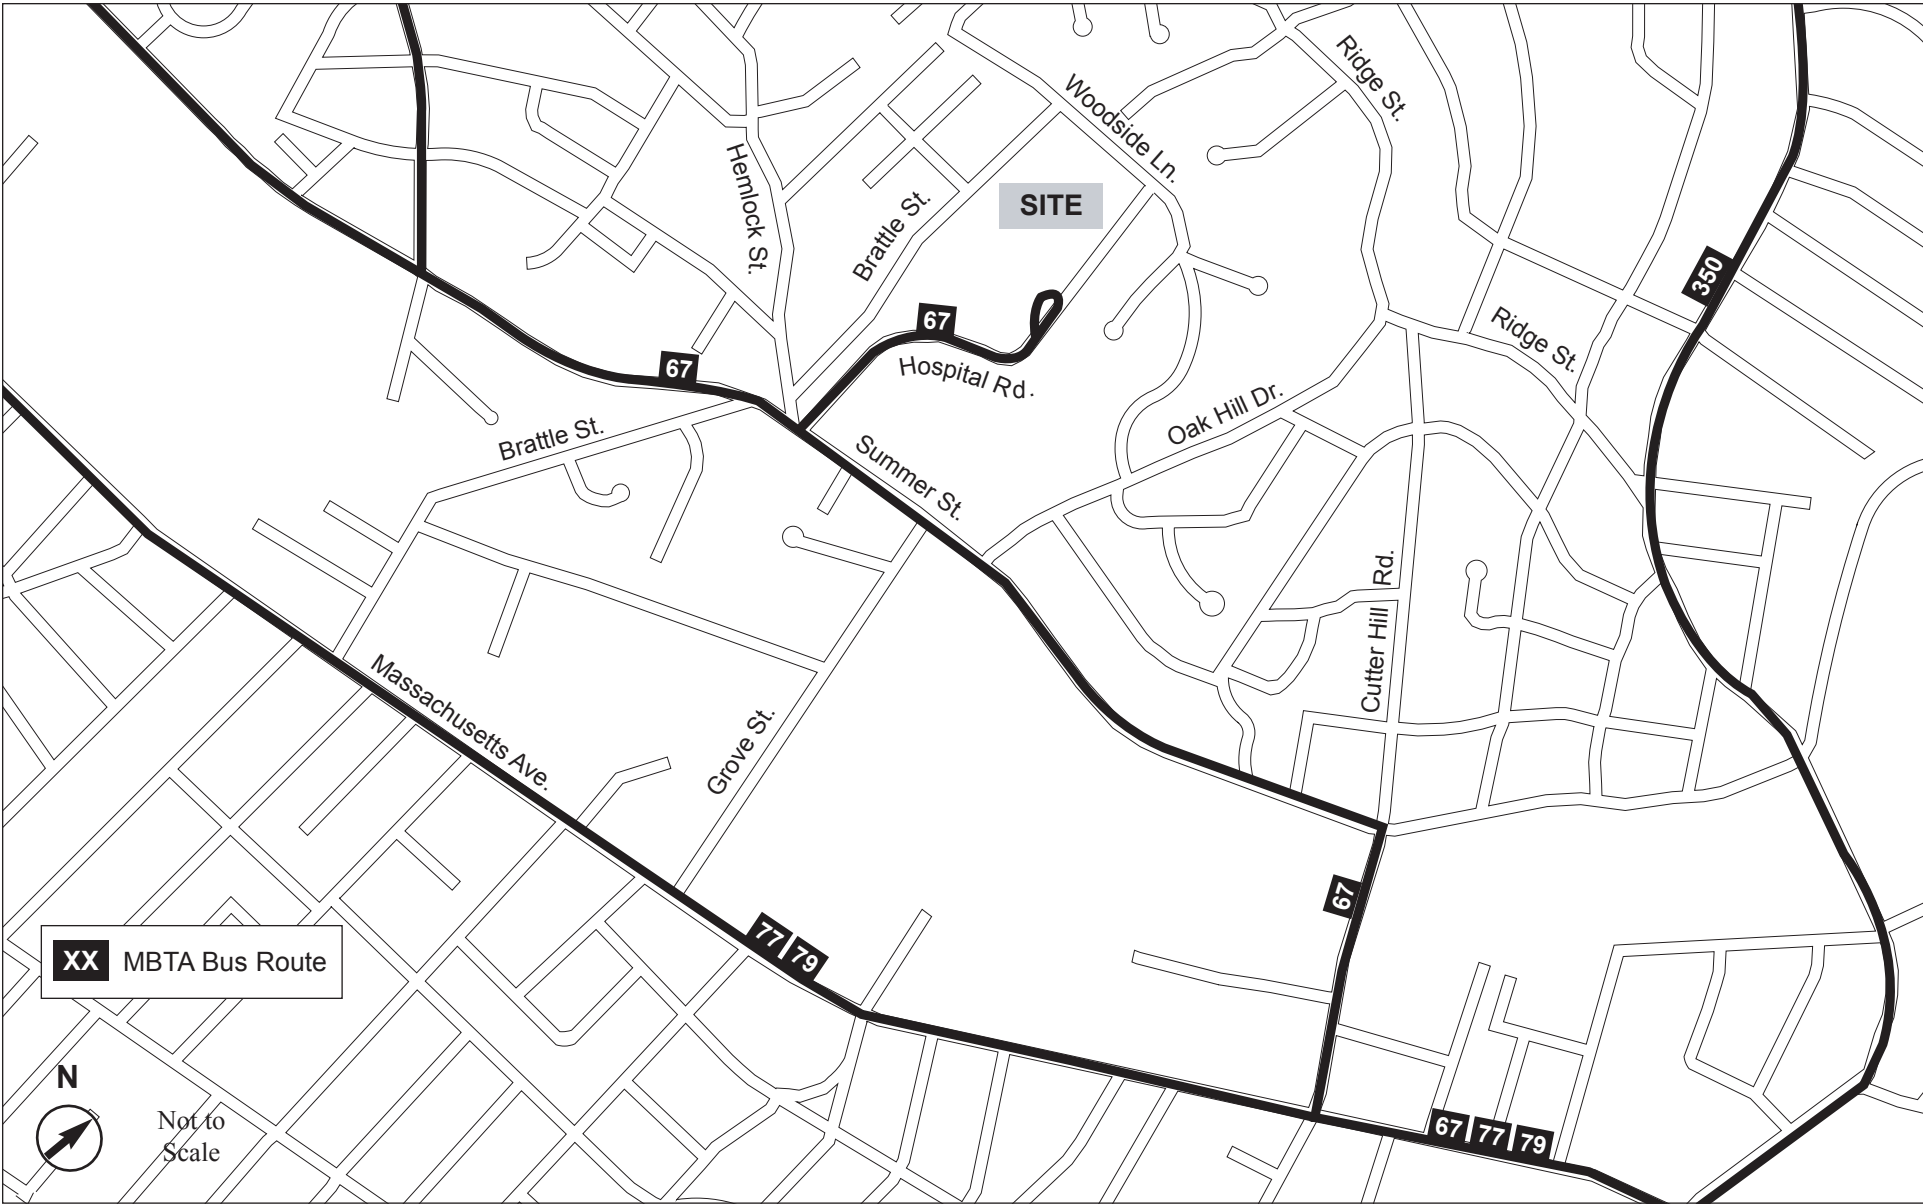 Ridge St.
Woodside Ln.
Hemlock St.
SITE
Brattle St.
350
67
Ridge St.
67
Hospital Rd.
Oak Hill Dr.
Brattle St.
Summer St.
Cutter Hill Rd.
Massachusetts Ave.
Grove St.
67
77 79
XX MBTA Bus Route
N
Not to
Scale
67 77 79